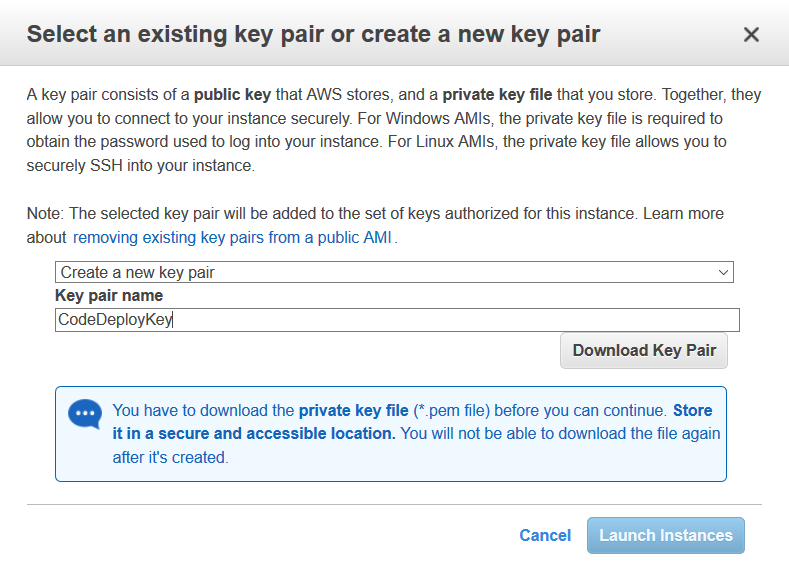 Select an existing key pair or create a new key pair
A key pair consists of a public key that AWS stores, and a private key file that you store. Together, they
allow you to connect to your instance securely. For Windows AMIs, the private key file is required to
obtain the password used to log into your instance. For Linux AMIs, the private key file allows you to
securely SSH into your instance.
Note: The selected key pair will be added to the set of keys authorized for this instance. Learn more
about removing existing key pairs from a public AMI.
Create a new key pair
Key pair name
CodeDeployKey
Download Key Pair
You have to download the private key file (*.pem file) before you can continue. Store
it in a secure and accessible location. You will not be able to download the file again
after it's created.
Cancel Launch Instances